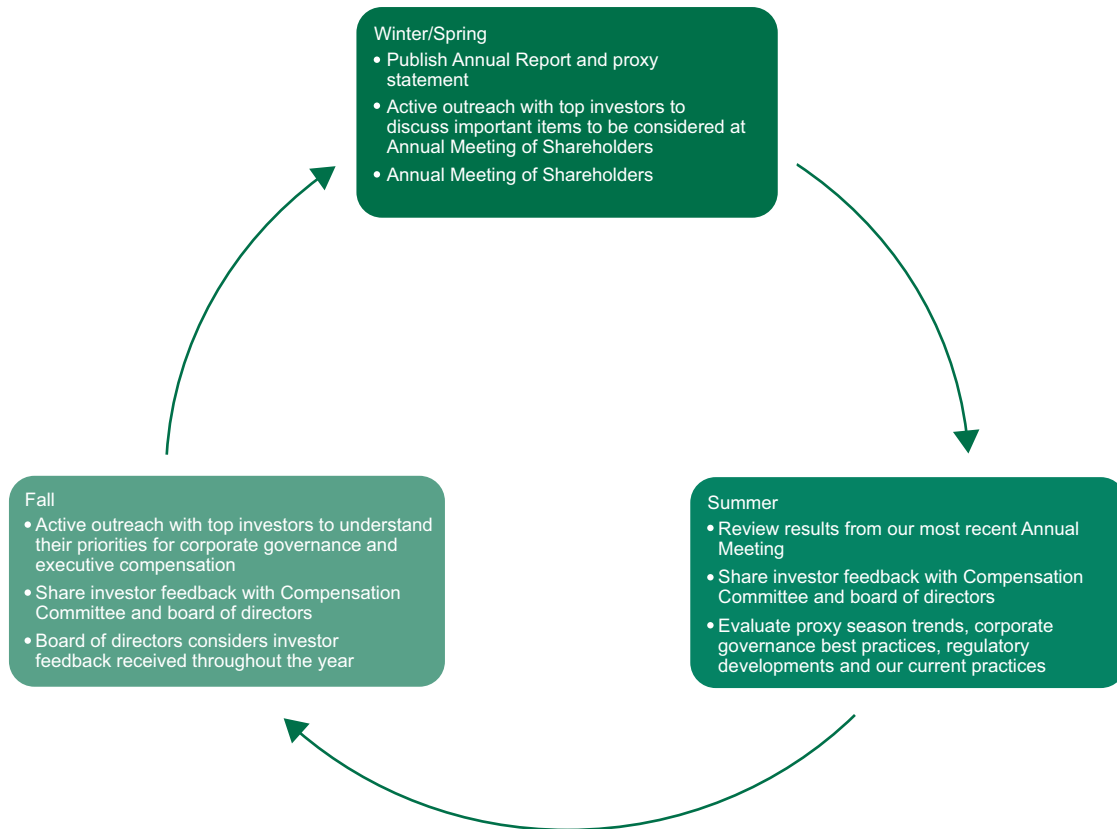 Winter/Spring
• Publish Annual Report and proxy
statement
• Active outreach with top investors to
discuss important items to be considered at
Annual Meeting of Shareholders
• Annual Meeting of Shareholders
Fall
• Active outreach with top investors to understand
their priorities for corporate governance and
executive compensation
• Share investor feedback with Compensation
Committee and board of directors
• Board of directors considers investor
feedback received throughout the year
Summer
• Review results from our most recent Annual
Meeting
• Share investor feedback with Compensation
Committee and board of directors
• Evaluate proxy season trends, corporate
governance best practices, regulatory
developments and our current practices